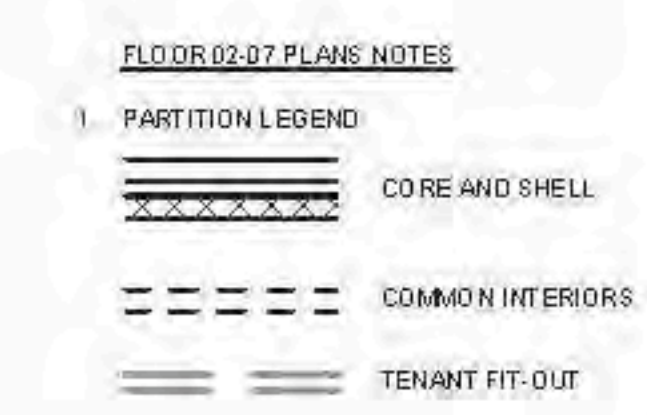 FLOOR 02-07 PLANS NOTES
1 PARTITION LEGEND
CORE AND SHELL
COMMON INTERIORS
TENANT FIT-OUT